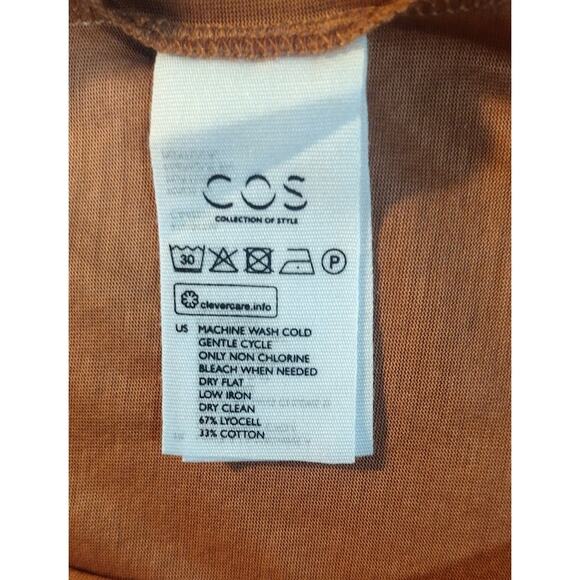 COS
COLLECTION OF STYLE
30
P
clevercare.info
US MACHINE WASH COLD
GENTLE CYCLE
ONLY NON CHLORINE
BLEACH WHEN NEEDED
DRY FLAT
LOW IRON
DRY CLEAN
67% LYOCELL
33% COTTON